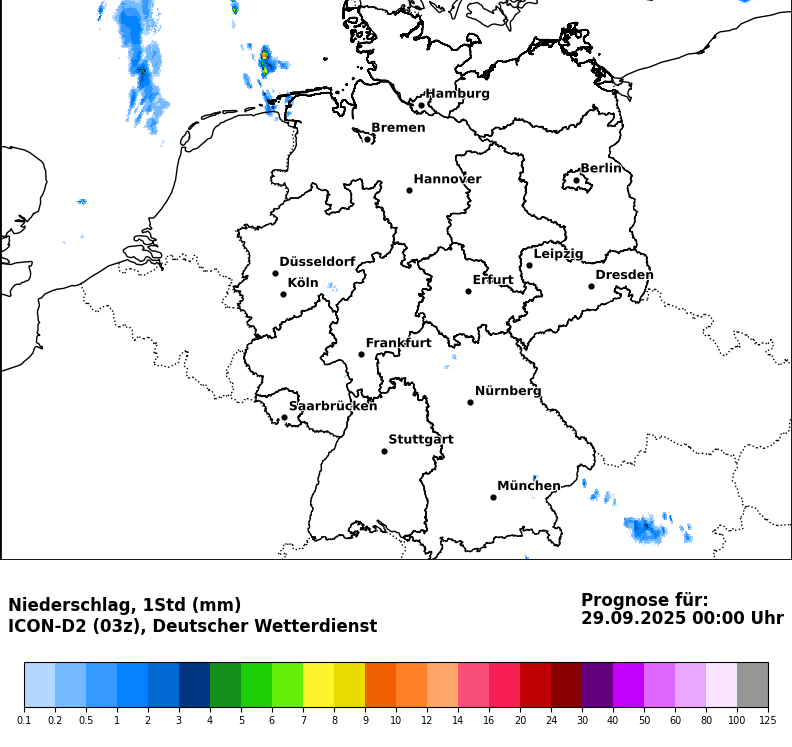 Hamburg
Bremen
Berlin
Hannover
Leipzig
Düsseldorf
Dresden
Köln
Erfurt
Frankfurt
Nürnberg
Saarbrücken
Stuttgart
München
Niederschlag, 1Std (mm)
ICON-D2 (03z), Deutscher Wetterdienst
Prognose für:
29.09.2025 00:00 Uhr
0.1 0.2 0.5 1 2 3 4 5 6 7 8 9 10 12 14 16 20 24 30 40 50 60 80 100 125